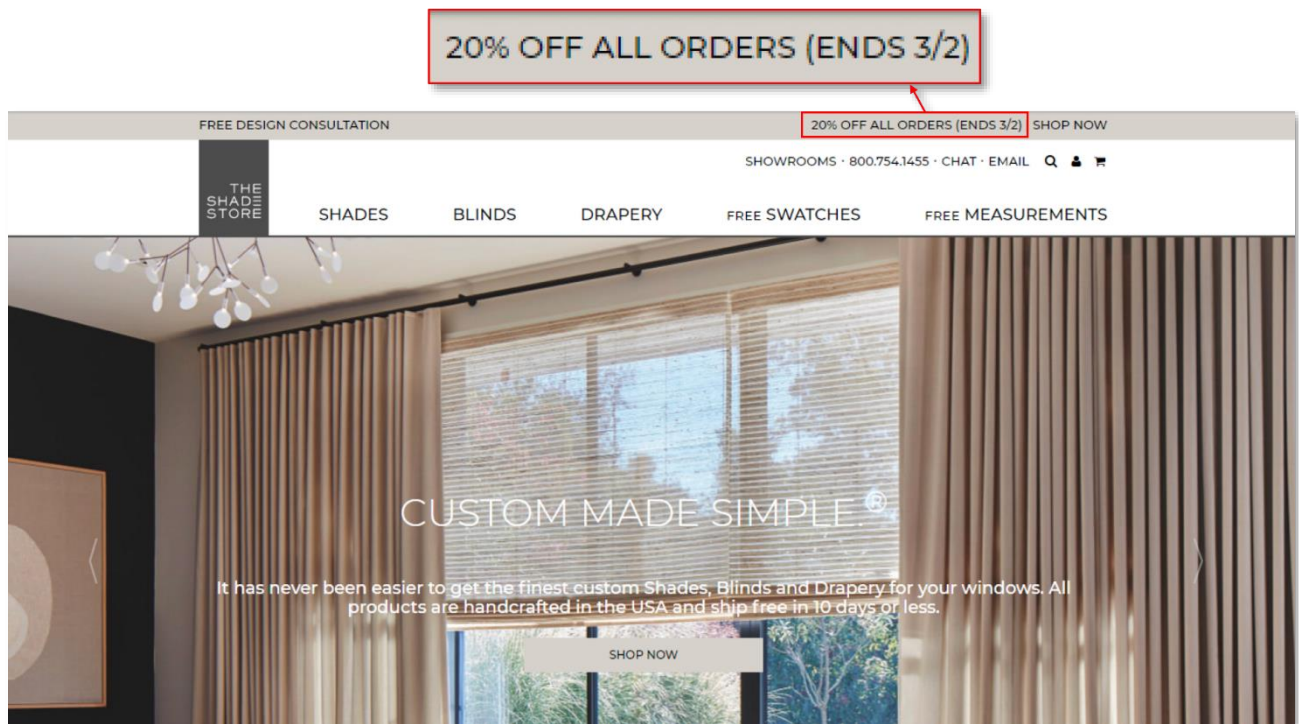 20% OFF ALL ORDERS (ENDS 3/2)
FREE DESIGN CONSULTATION
20% OFF ALL ORDERS (ENDS 3/2) SHOP NOW
SHOWROOMS · 800.754.1455 · CHAT · EMAIL
THE
SHADE
STORE
SHADES BLINDS DRAPERY FREE SWATCHES FREE MEASUREMENTS
CUSTOM MADE SIMPLE®
It has never been easier to get the finest custom Shades, Blinds and Drapery for your windows. All
products are handcrafted in the USA and ship free in 10 days or less.
SHOP NOW